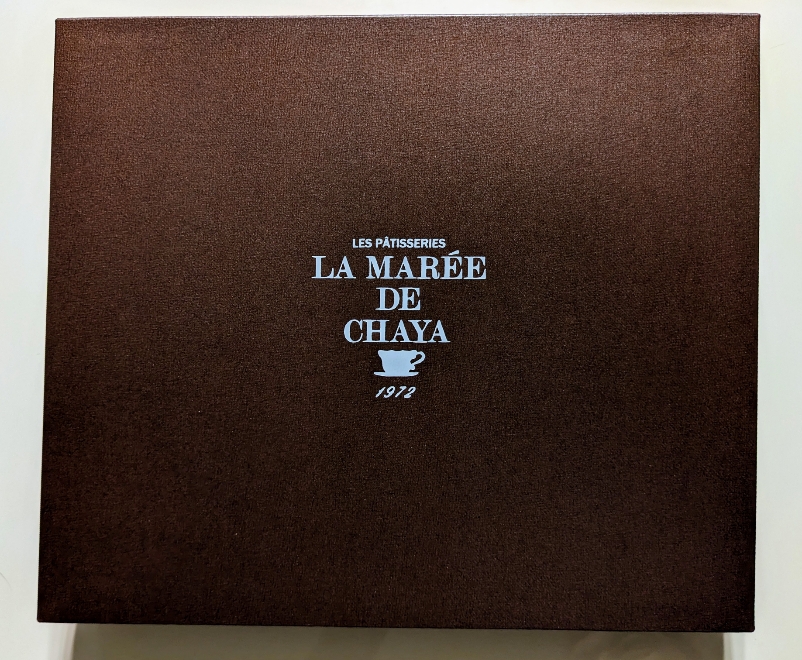 LES PÂTISSERIES
LA MARÉE
DE
CHAYA
1972